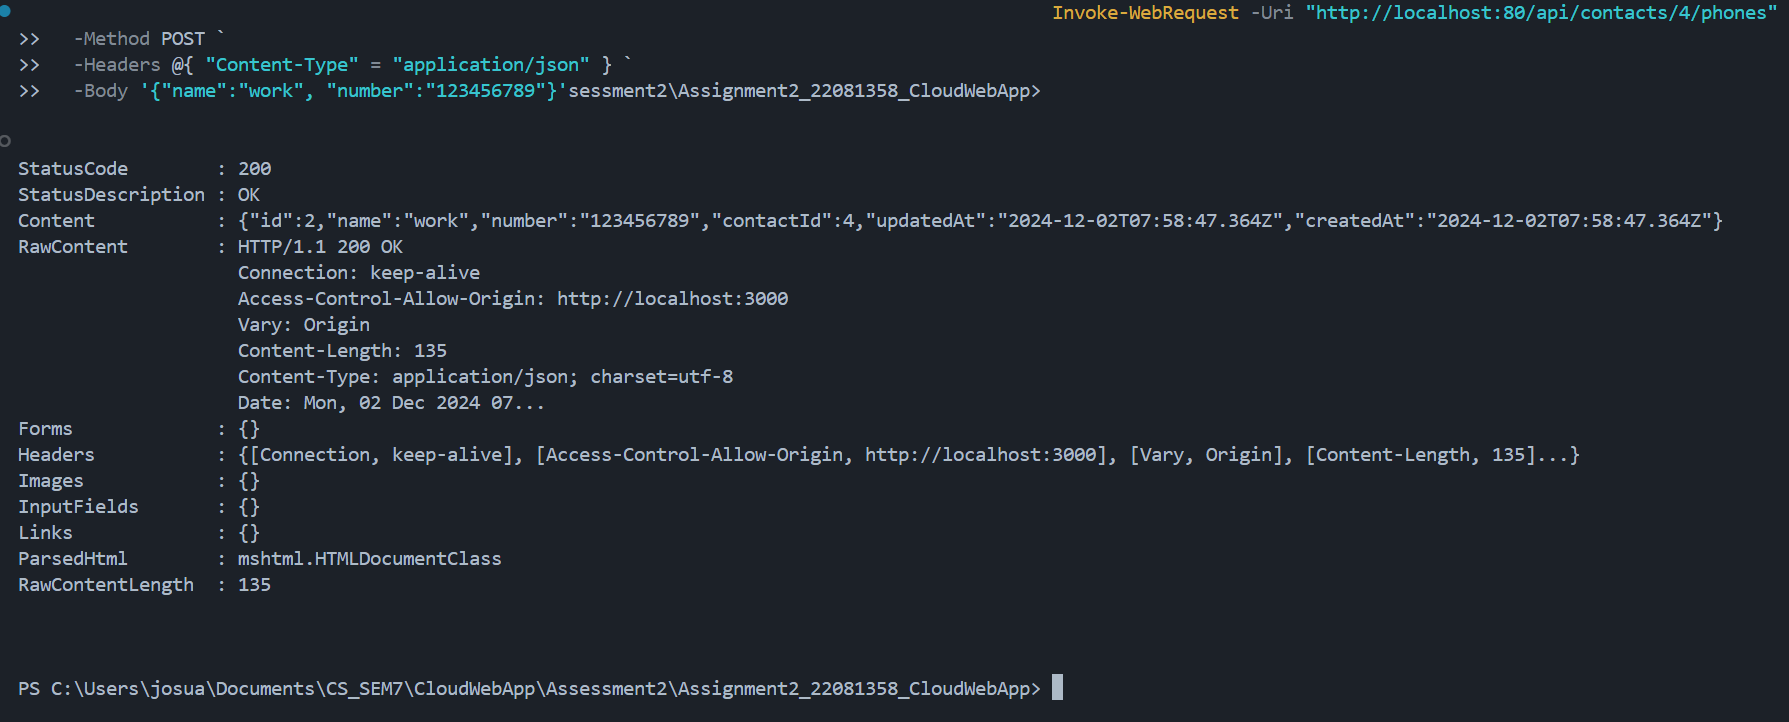 Invoke-WebRequest -Uri "http://localhost:80/api/contacts/4/phones"
>>   -Method POST `
>>   -Headers @{ "Content-Type" = "application/json" } `
>>   -Body '{"name":"work", "number":"123456789"}'sessment2\Assignment2_22081358_CloudWebApp>
StatusCode        : 200
StatusDescription : OK
Content           : {"id":2,"name":"work","number":"123456789","contactId":4,"updatedAt":"2024-12-02T07:58:47.364Z","createdAt":"2024-12-02T07:58:47.364Z"}
RawContent        : HTTP/1.1 200 OK
                    Connection: keep-alive
                    Access-Control-Allow-Origin: http://localhost:3000
                    Vary: Origin
                    Content-Length: 135
                    Content-Type: application/json; charset=utf-8
                    Date: Mon, 02 Dec 2024 07...
Forms             : {}
Headers           : {[Connection, keep-alive], [Access-Control-Allow-Origin, http://localhost:3000], [Vary, Origin], [Content-Length, 135]...}
Images            : {}
InputFields       : {}
Links             : {}
ParsedHtml        : mshtml.HTMLDocumentClass
RawContentLength  : 135
PS C:\Users\josua\Documents\CS_SEM7\CloudWebApp\Assessment2\Assignment2_22081358_CloudWebApp>